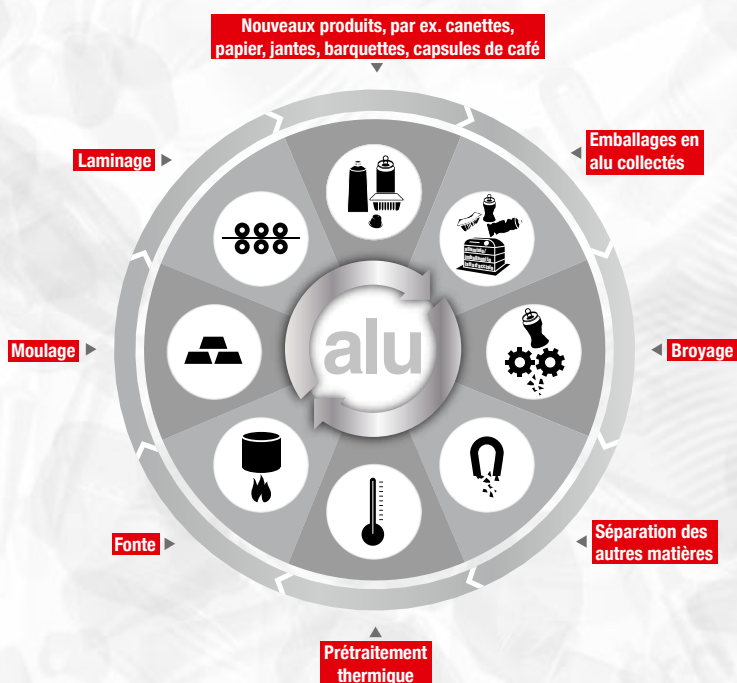 Nouveaux produits, par ex. canettes,
papier, jantes, barquettes, capsules de café
Emballages en
alu collectés
Broyage
Séparation des
autres matières
Prétraitement
thermique
Fonte
Moulage
Laminage
alu